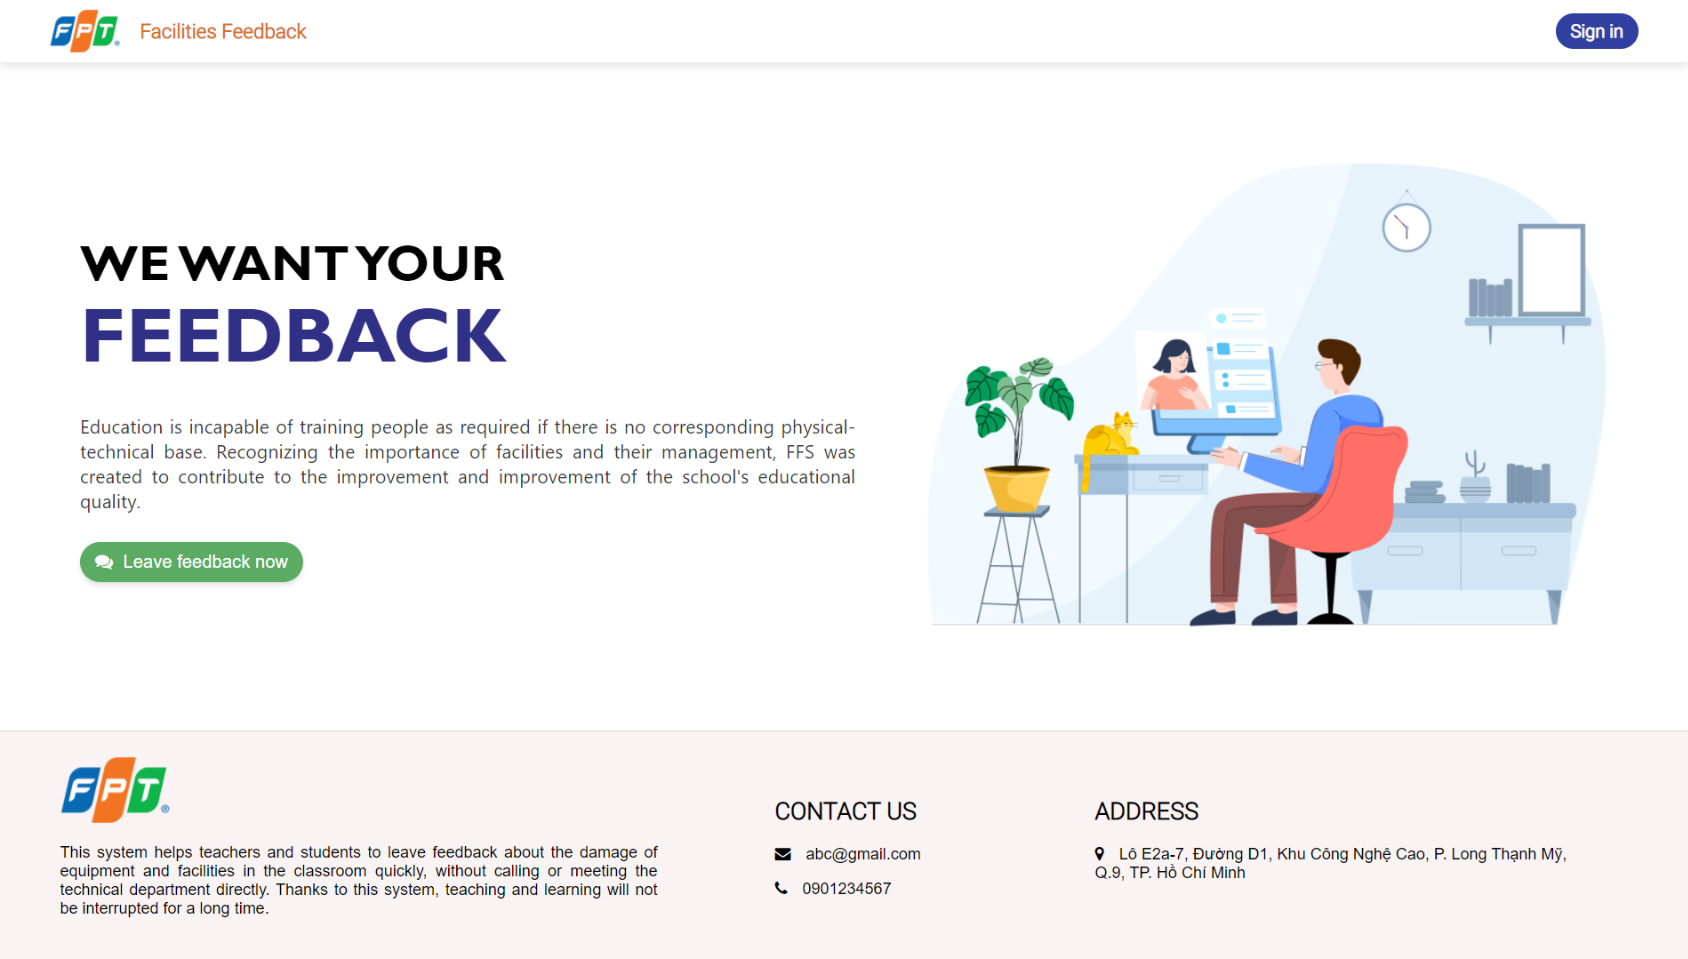 FPT Facilities Feedback
Sign in
WE WANT YOUR
FEEDBACK
Education is incapable of training people as required if there is no corresponding physical-
technical base. Recognizing the importance of facilities and their management, FFS was
created to contribute to the improvement and improvement of the school's educational
quality.
Leave feedback now
FPT®
This system helps teachers and students to leave feedback about the damage of
equipment and facilities in the classroom quickly, without calling or meeting the
technical department directly. Thanks to this system, teaching and learning will not
be interrupted for a long time.
CONTACT US
abc@gmail.com
0901234567
ADDRESS
Lô E2a-7, Đường D1, Khu Công Nghệ Cao, P. Long Thạnh Mỹ,
Q.9, TP. Hồ Chí Minh